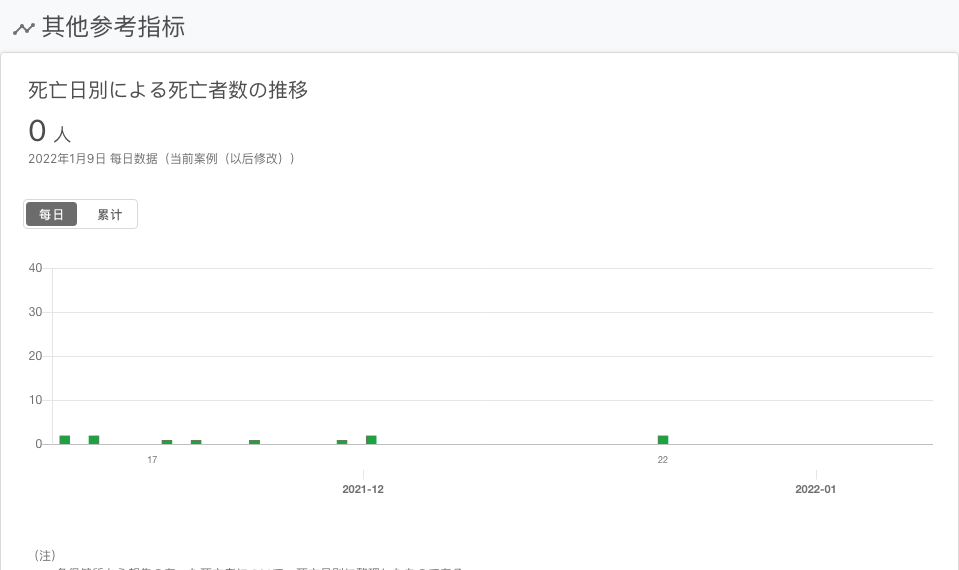 其他参考指标
死亡日別による死亡者数の推移
0 人
2022年1月9日 每日数据（当前案例（以后修改））
每日 累计
40
30
20
10
0
17 22
2021-12 2022-01
（注）